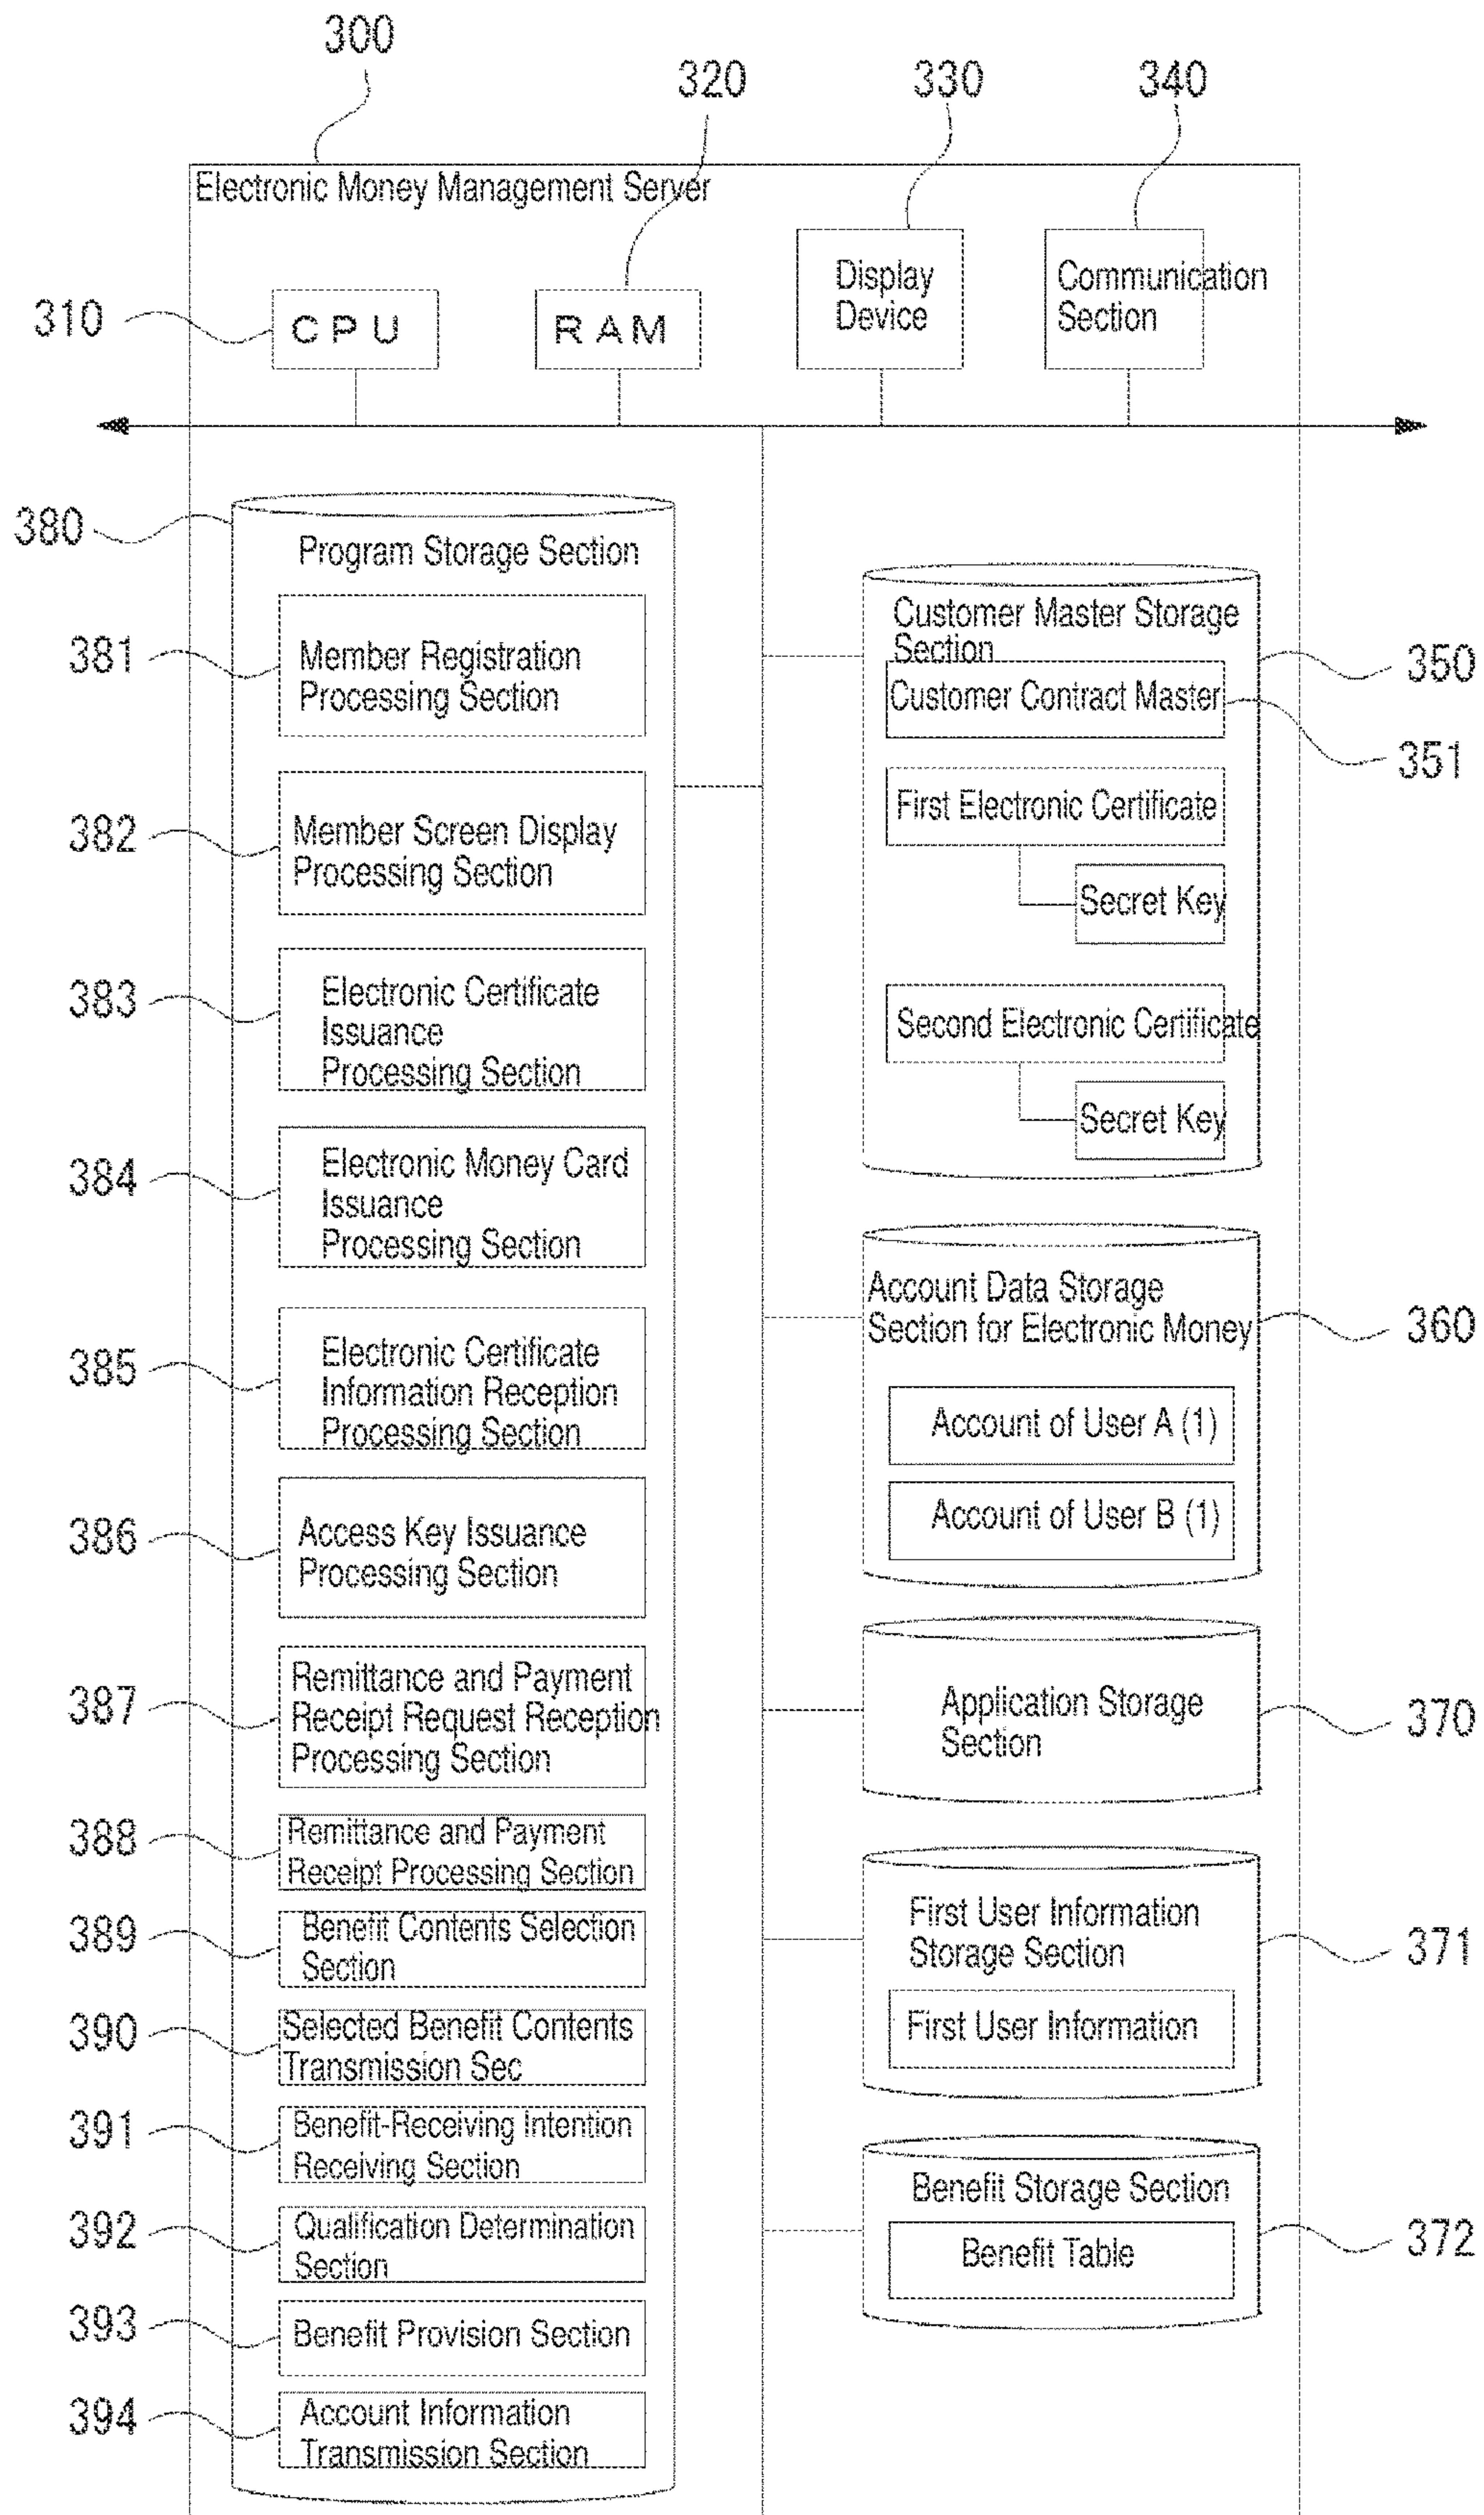 300
320
330
340
Electronic Money Management Server
310
CPU
RAM
Display
Device
Communication
Section
380
Program Storage Section
381
Member Registration
Processing Section
382
Member Screen Display
Processing Section
383
Electronic Certificate
Issuance
Processing Section
384
Electronic Money Card
Issuance
Processing Section
385
Electronic Certificate
Information Reception
Processing Section
386
Access Key Issuance
Processing Section
387
Remittance and Payment
Receipt Request Reception
Processing Section
388
Remittance and Payment
Receipt Processing Section
389
Benefit Contents Selection
Section
390
Selected Benefit Contents
Transmission Sec
391
Benefit-Receiving Intention
Receiving Section
392
Qualification Determination
Section
393
Benefit Provision Section
394
Account Information
Transmission Section
Customer Master Storage
Section
350
Customer Contract Master
351
First Electronic Certificate
Secret Key
Second Electronic Certificate
Secret Key
Account Data Storage
Section for Electronic Money
360
Account of User A (1)
Account of User B (1)
Application Storage
Section
370
First User Information
Storage Section
371
First User Information
Benefit Storage Section
372
Benefit Table